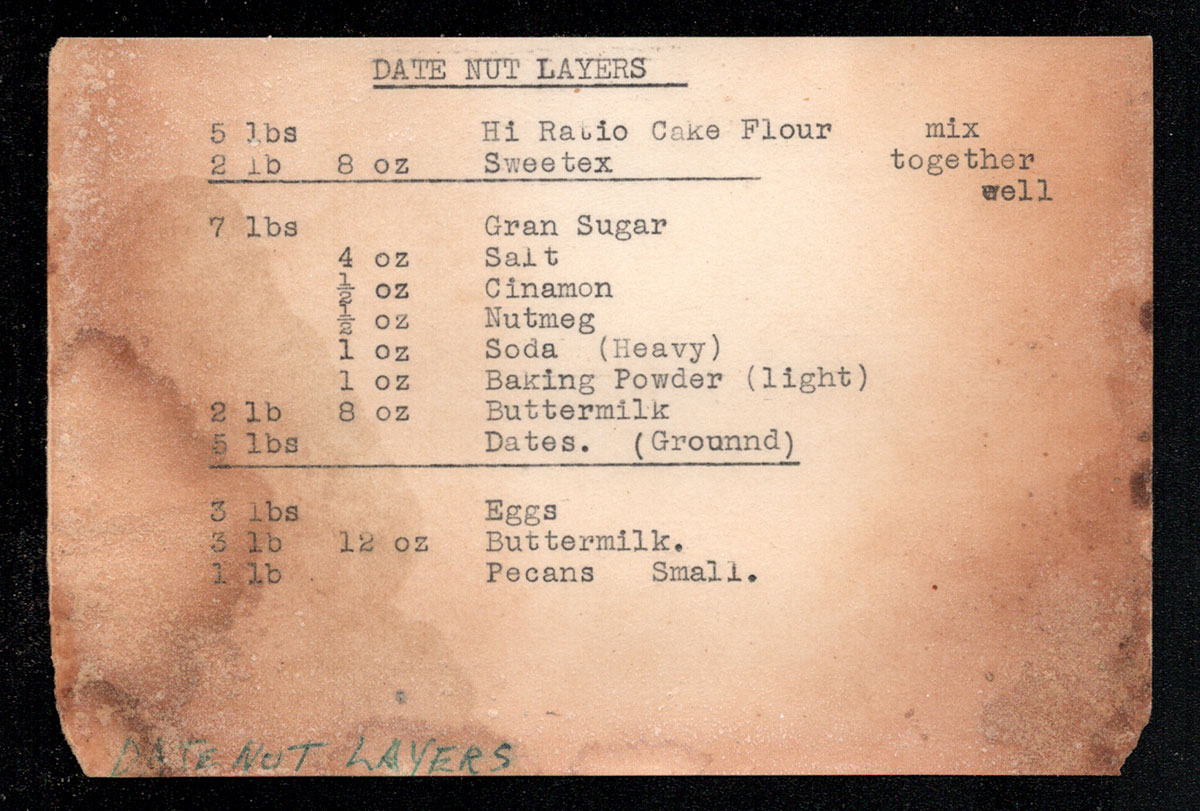 DATE NUT LAYERS
5 lbs Hi Ratio Cake Flour mix
2 lb 8 oz Sweetex together
well
7 lbs Gran Sugar
4 oz Salt
½ oz Cinamon
½ oz Nutmeg
1 oz Soda (Heavy)
1 oz Baking Powder (light)
2 lb 8 oz Buttermilk
5 lbs Dates. (Grounnd)
3 lbs Eggs
3 lb 12 oz Buttermilk.
1 lb Pecans Small.
DATE NUT LAYERS